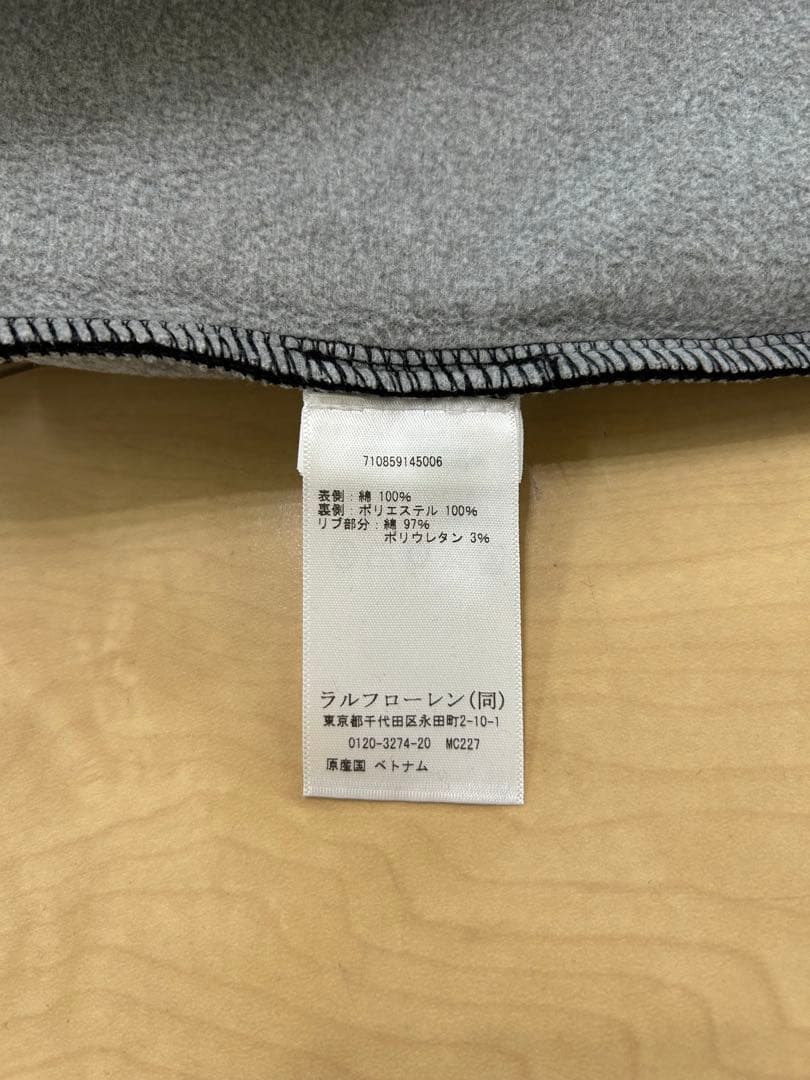 710859145006
表側:綿 100%
裏側:ポリエステル 100%
リブ部分:綿 97%
ポリウレタン 3%
ラルフローレン(同)
東京都千代田区永田町2-10-1
0120-3274-20 MC227
原産国 ベトナム